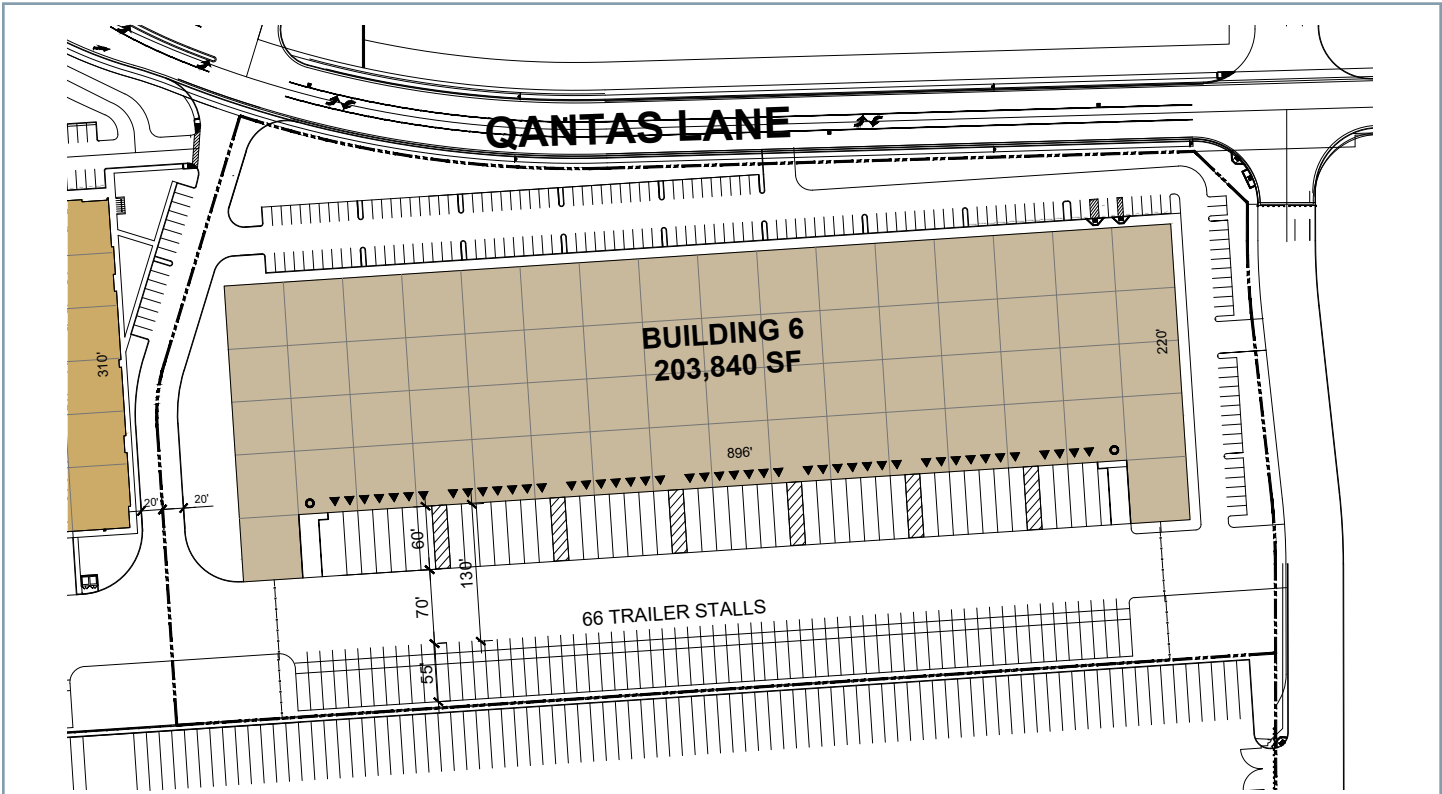 QANTAS LANE
BUILDING 6
203,840 SF
310'
220'
896'
20'
20'
60'
130'
70'
66 TRAILER STALLS
55'